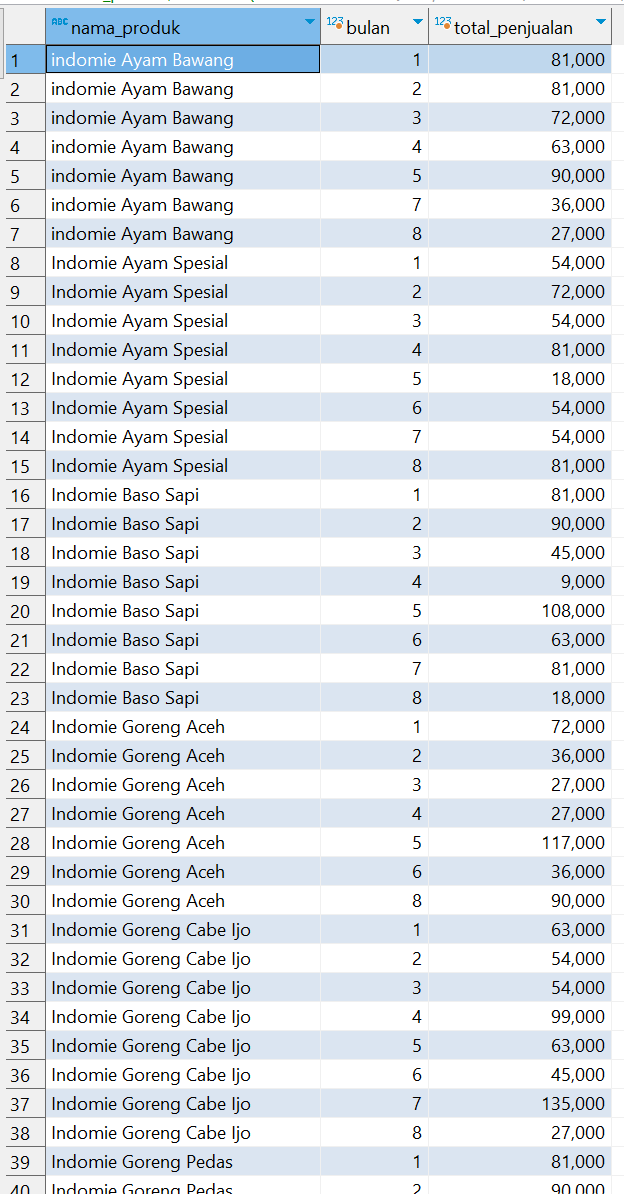 ABC nama_produk 123 bulan 123 total_penjualan
1 indomie Ayam Bawang 1 81,000
2 indomie Ayam Bawang 2 81,000
3 indomie Ayam Bawang 3 72,000
4 indomie Ayam Bawang 4 63,000
5 indomie Ayam Bawang 5 90,000
6 indomie Ayam Bawang 7 36,000
7 indomie Ayam Bawang 8 27,000
8 Indomie Ayam Spesial 1 54,000
9 Indomie Ayam Spesial 2 72,000
10 Indomie Ayam Spesial 3 54,000
11 Indomie Ayam Spesial 4 81,000
12 Indomie Ayam Spesial 5 18,000
13 Indomie Ayam Spesial 6 54,000
14 Indomie Ayam Spesial 7 54,000
15 Indomie Ayam Spesial 8 81,000
16 Indomie Baso Sapi 1 81,000
17 Indomie Baso Sapi 2 90,000
18 Indomie Baso Sapi 3 45,000
19 Indomie Baso Sapi 4 9,000
20 Indomie Baso Sapi 5 108,000
21 Indomie Baso Sapi 6 63,000
22 Indomie Baso Sapi 7 81,000
23 Indomie Baso Sapi 8 18,000
24 Indomie Goreng Aceh 1 72,000
25 Indomie Goreng Aceh 2 36,000
26 Indomie Goreng Aceh 3 27,000
27 Indomie Goreng Aceh 4 27,000
28 Indomie Goreng Aceh 5 117,000
29 Indomie Goreng Aceh 6 36,000
30 Indomie Goreng Aceh 8 90,000
31 Indomie Goreng Cabe Ijo 1 63,000
32 Indomie Goreng Cabe Ijo 2 54,000
33 Indomie Goreng Cabe Ijo 3 54,000
34 Indomie Goreng Cabe Ijo 4 99,000
35 Indomie Goreng Cabe Ijo 5 63,000
36 Indomie Goreng Cabe Ijo 6 45,000
37 Indomie Goreng Cabe Ijo 7 135,000
38 Indomie Goreng Cabe Ijo 8 27,000
39 Indomie Goreng Pedas 1 81,000
40 Indomie Goreng Pedas 2 90,000